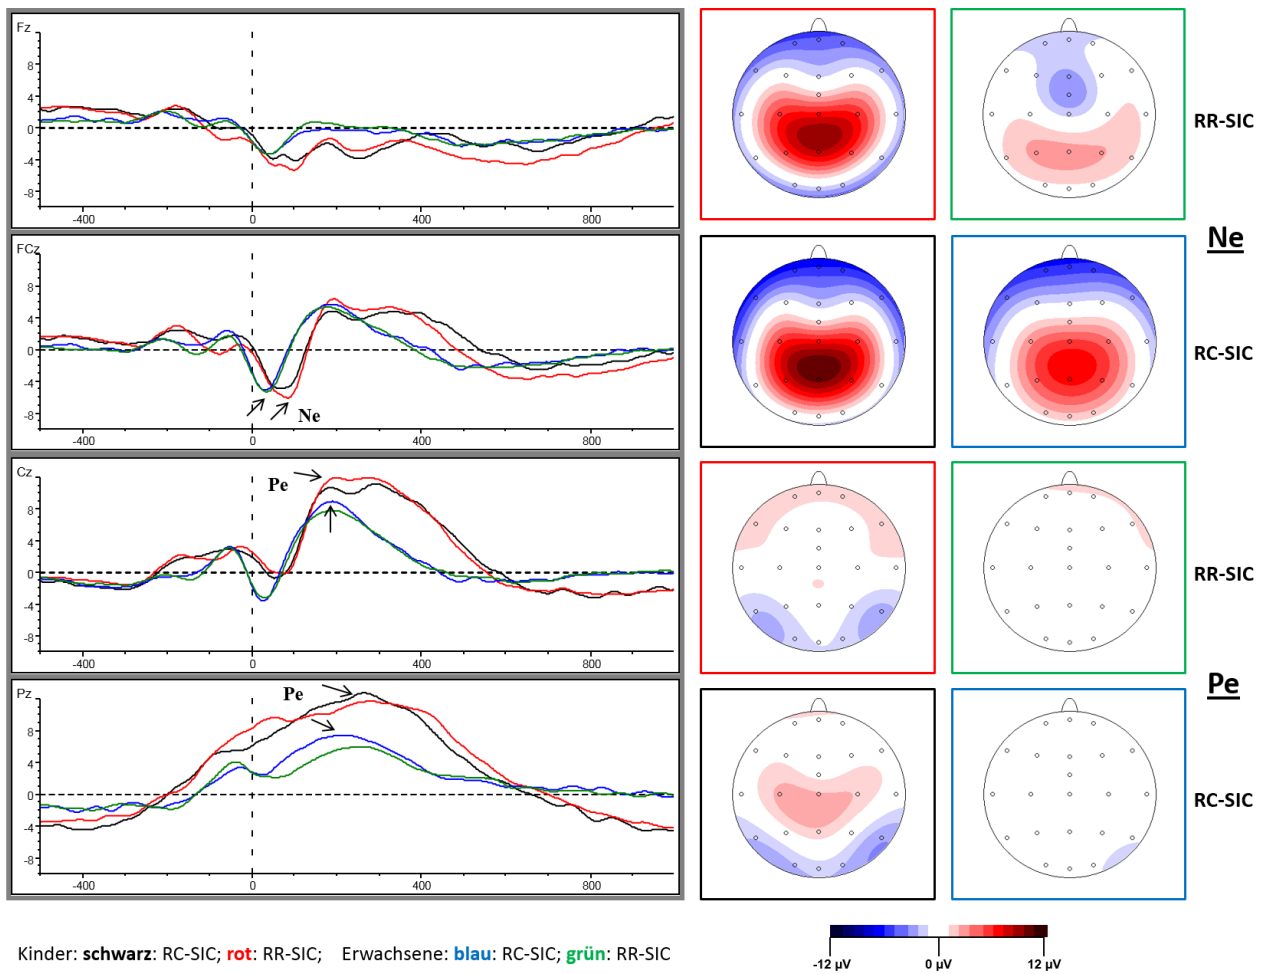 Fz
8
4
0
-4
-8
-400
0
400
800
FCz
8
4
0
-4
-8
Ne
-400
0
400
800
Cz
8
4
0
-4
-8
Pe
-400
0
400
800
Pz
8
4
0
-4
-8
Pe
-400
0
400
800
RR-SIC
Ne
RC-SIC
RR-SIC
Pe
RC-SIC
Kinder: schwarz: RC-SIC; rot: RR-SIC; Erwachsene: blau: RC-SIC; grün: RR-SIC
-12 µV 0 µV 12 µV